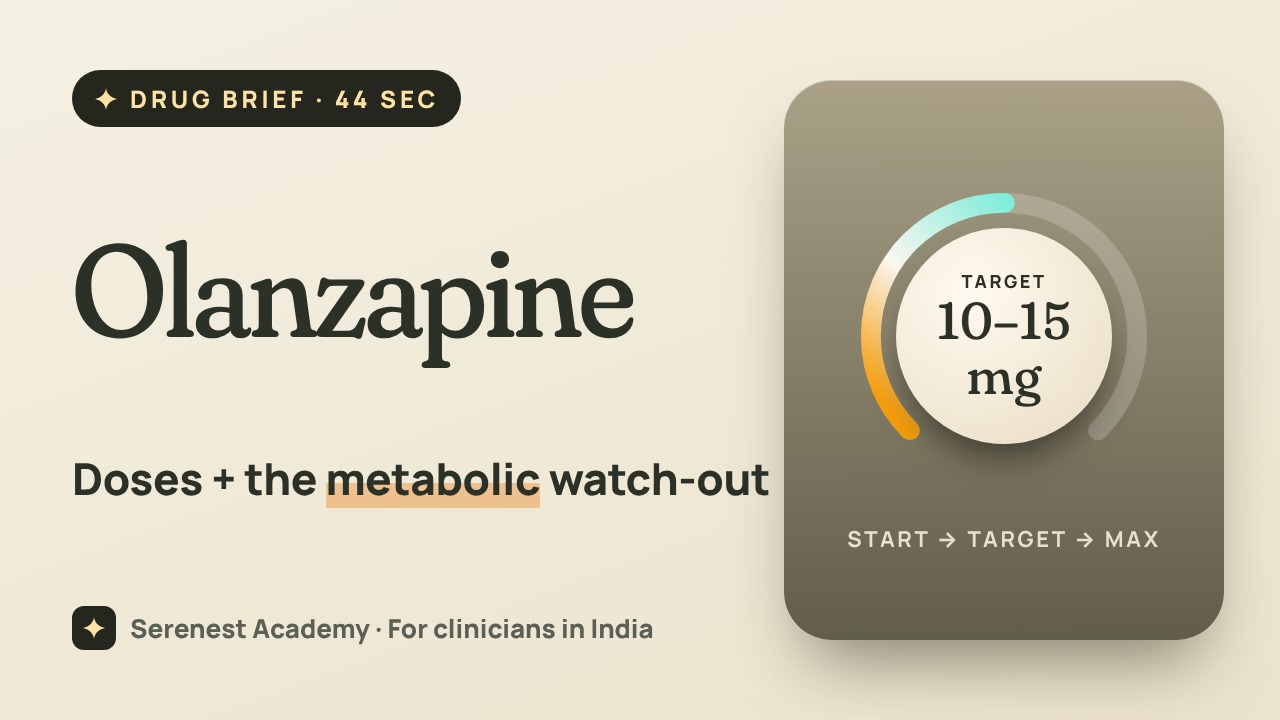 ✦ DRUG BRIEF · 44 SEC
Olanzapine
Doses + the metabolic watch-out
✦ Serenest Academy · For clinicians in India
TARGET
10–15
mg
START → TARGET → MAX